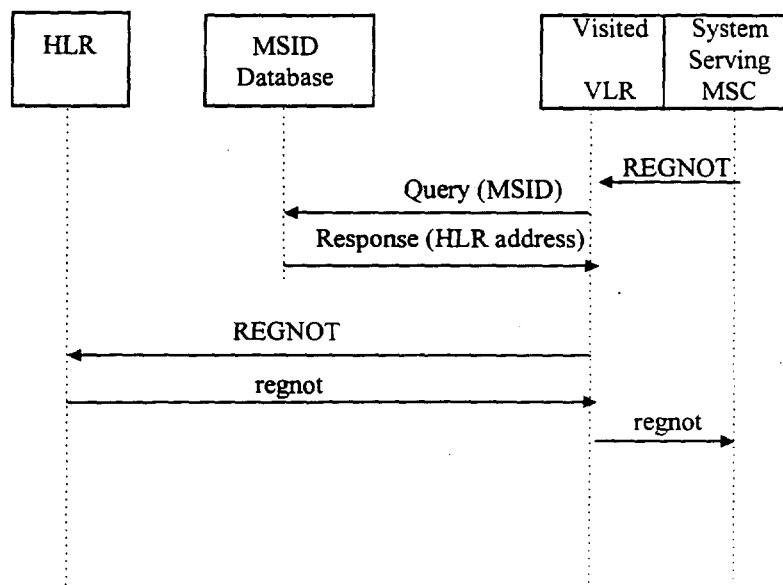 HLR
MSID
Database
Visited
VLR
System
Serving
MSC
REGNOT
Query (MSID)
Response (HLR address)
REGNOT
regnot
regnot